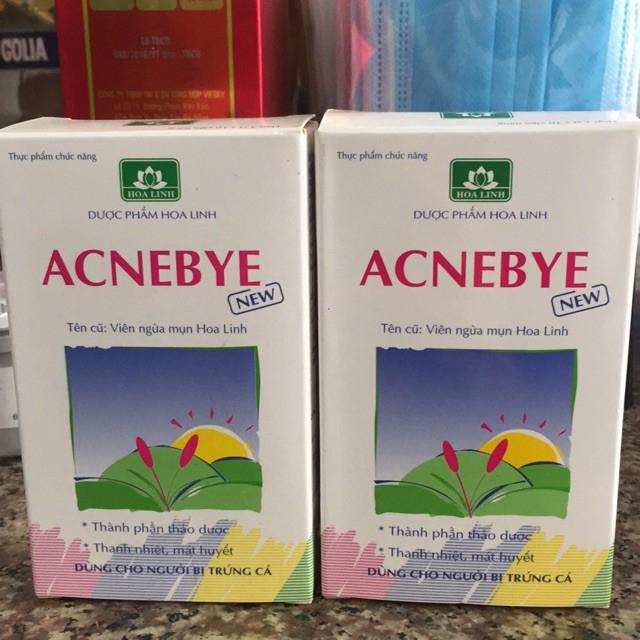 COLIA
Thực phẩm chức năng
HOA LINH
DƯỢC PHẨM HOA LINH
ACNEBYE
NEW
Tên cũ: Viên ngừa mụn Hoa Linh
* Thành phần thảo dược
* Thanh nhiệt, mát huyết
DÙNG CHO NGƯỜI BỊ TRỨNG CÁ
Thực phẩm chức năng
HOA LINH
DƯỢC PHẨM HOA LINH
ACNEBYE
NEW
Tên cũ: Viên ngừa mụn Hoa Linh
* Thành phần thảo dược
* Thanh nhiệt, mát huyết
DÙNG CHO NGƯỜI BỊ TRỨNG CÁ